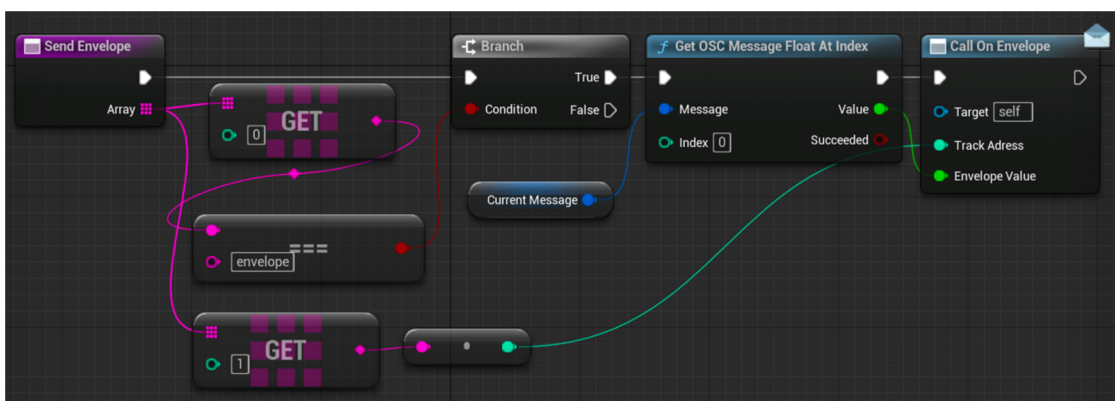 Send Envelope
Array
0
GET
===
envelope
1
GET
Branch
True
Condition
False
Current Message
f Get OSC Message Float At Index
Message
Value
Index 0
Succeeded
Call On Envelope
Target self
Track Adress
Envelope Value